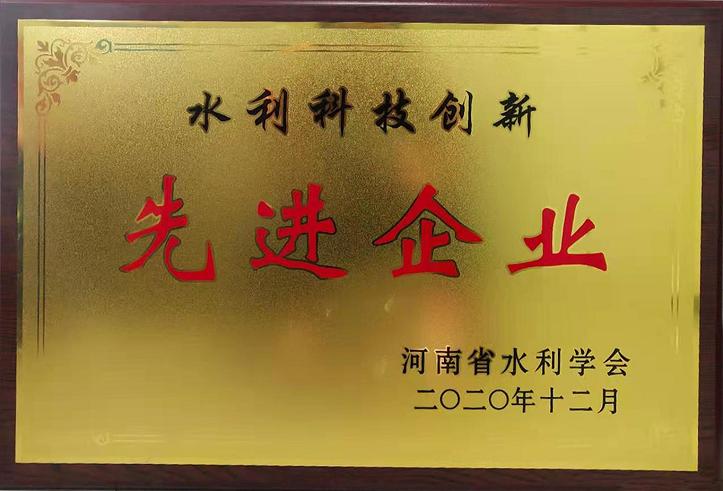 水利科技创新
先进企业
河南省水利学会
二〇二〇年十二月